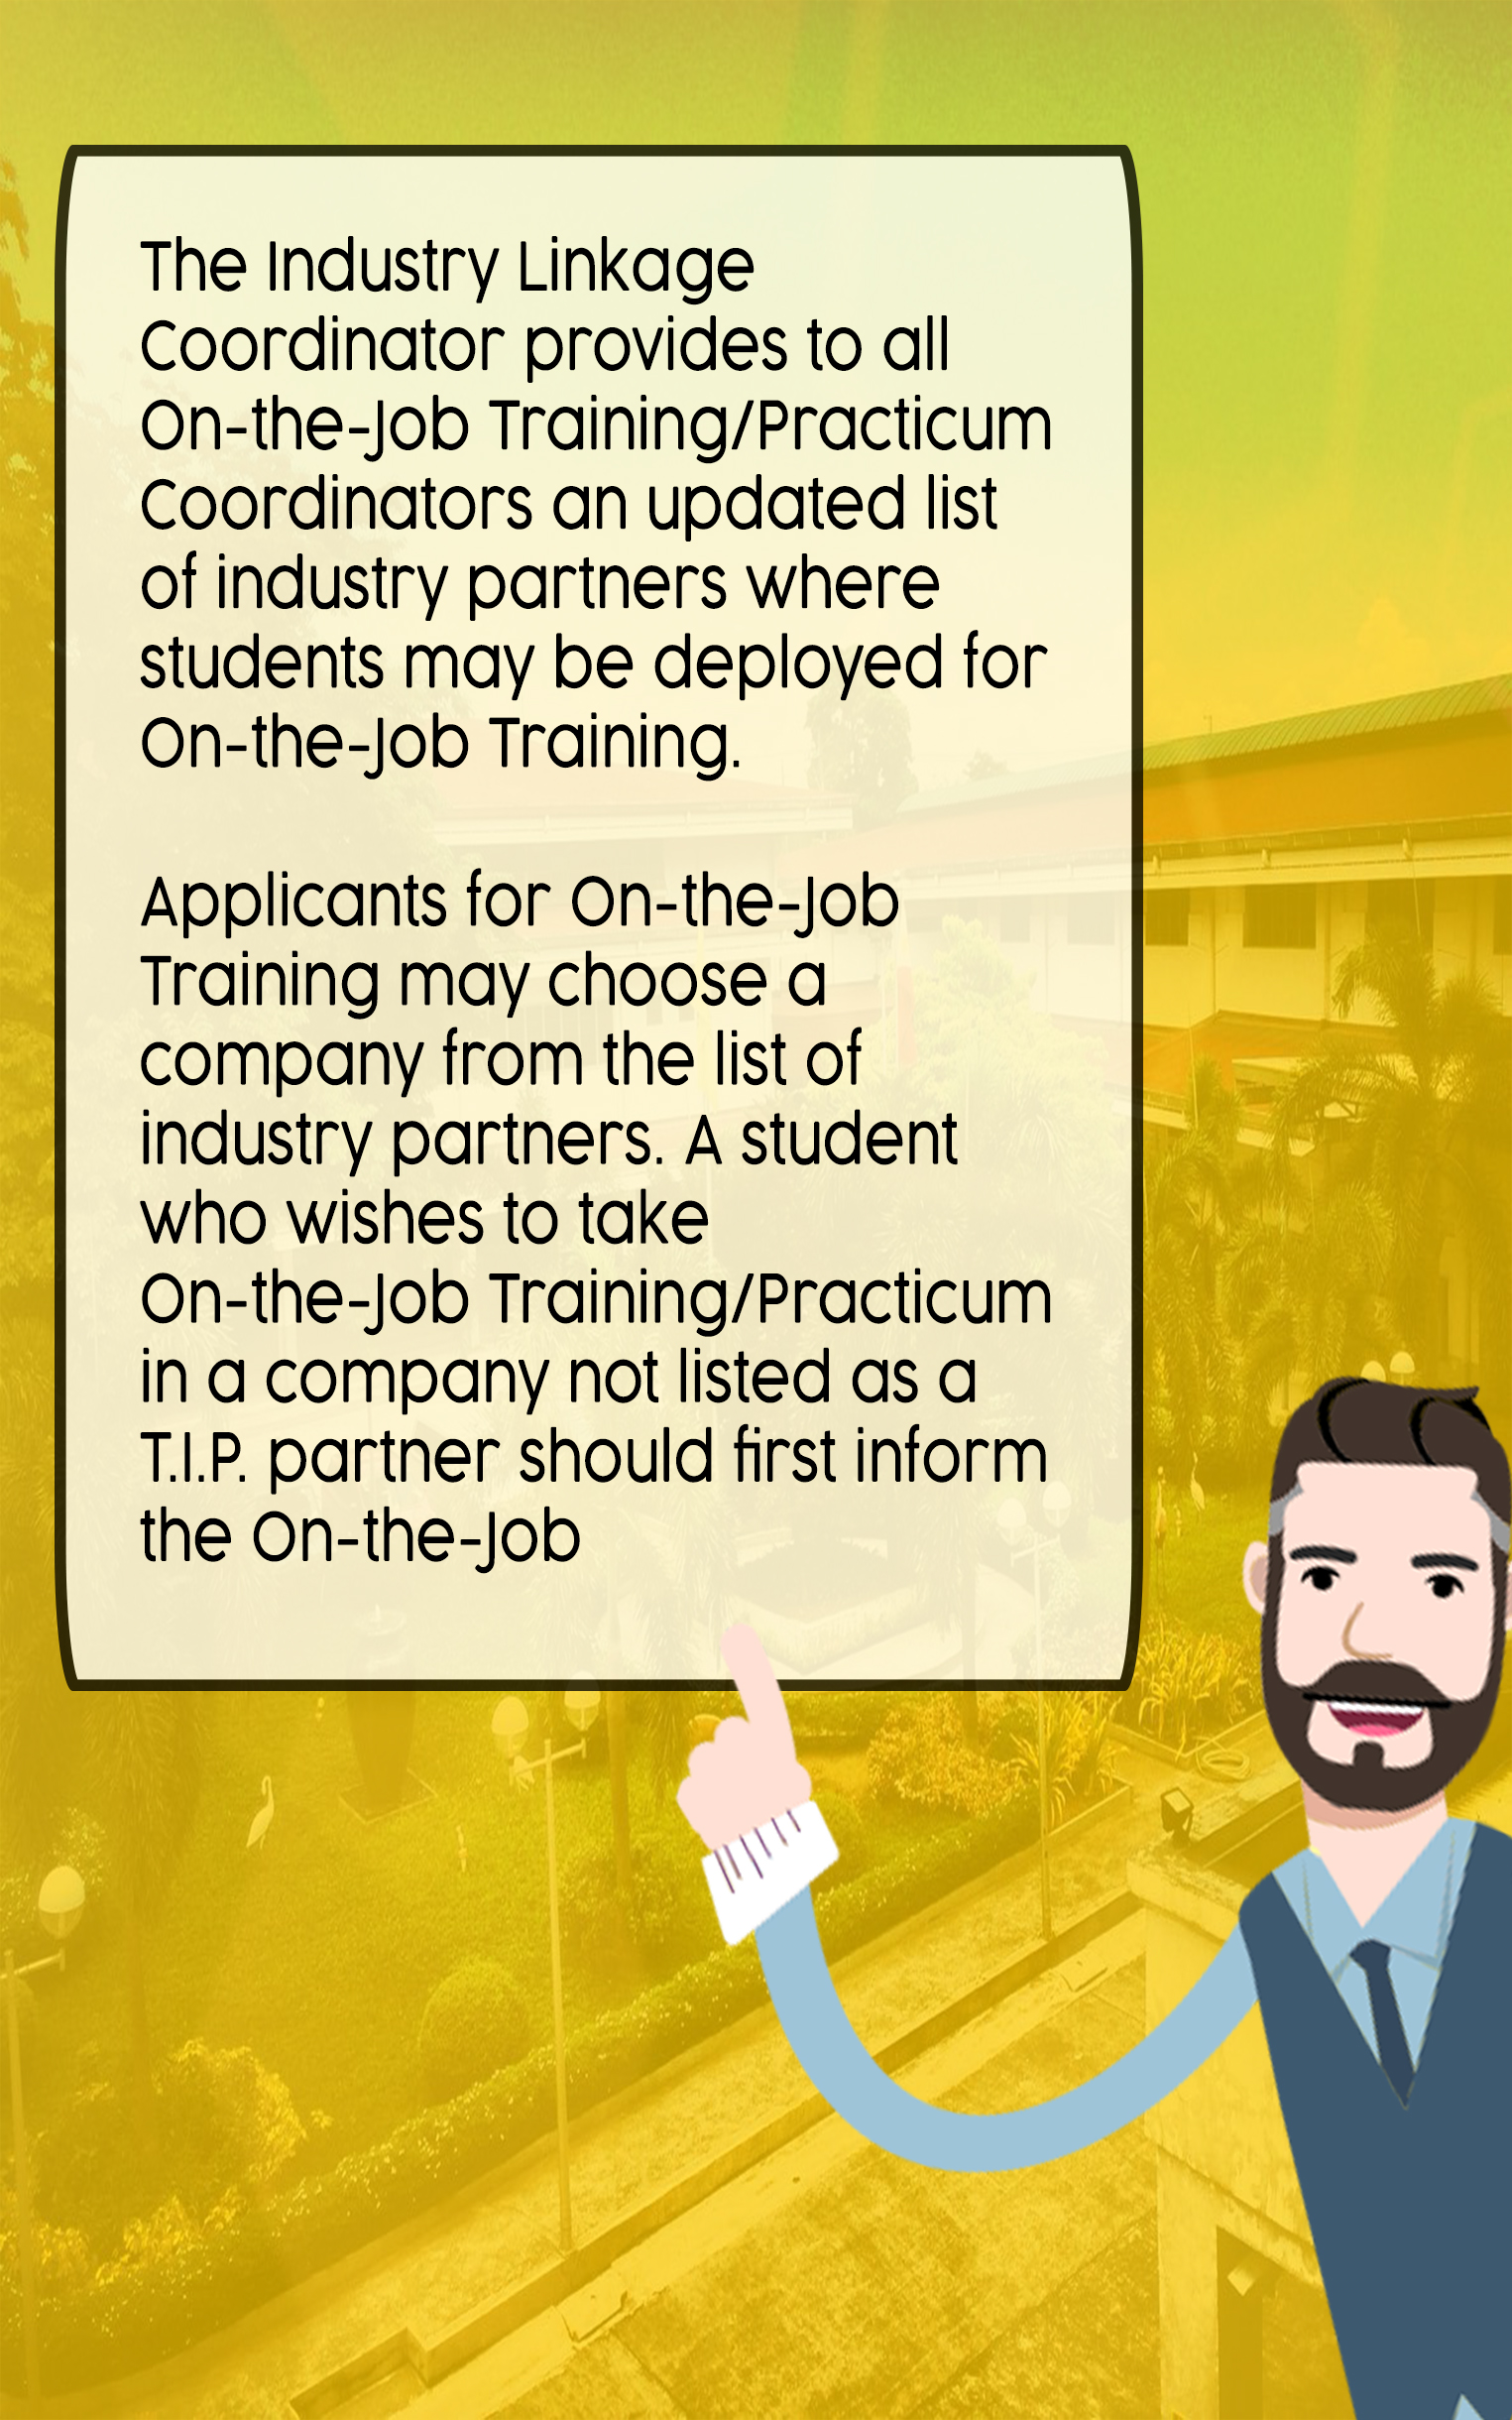 The Industry Linkage
Coordinator provides to all
On-the-Job Training/Practicum
Coordinators an updated list
of industry partners where
students may be deployed for
On-the-Job Training.
Applicants for On-the-Job
Training may choose a
company from the list of
industry partners. A student
who wishes to take
On-the-Job Training/Practicum
in a company not listed as a
T.I.P. partner should first inform
the On-the-Job